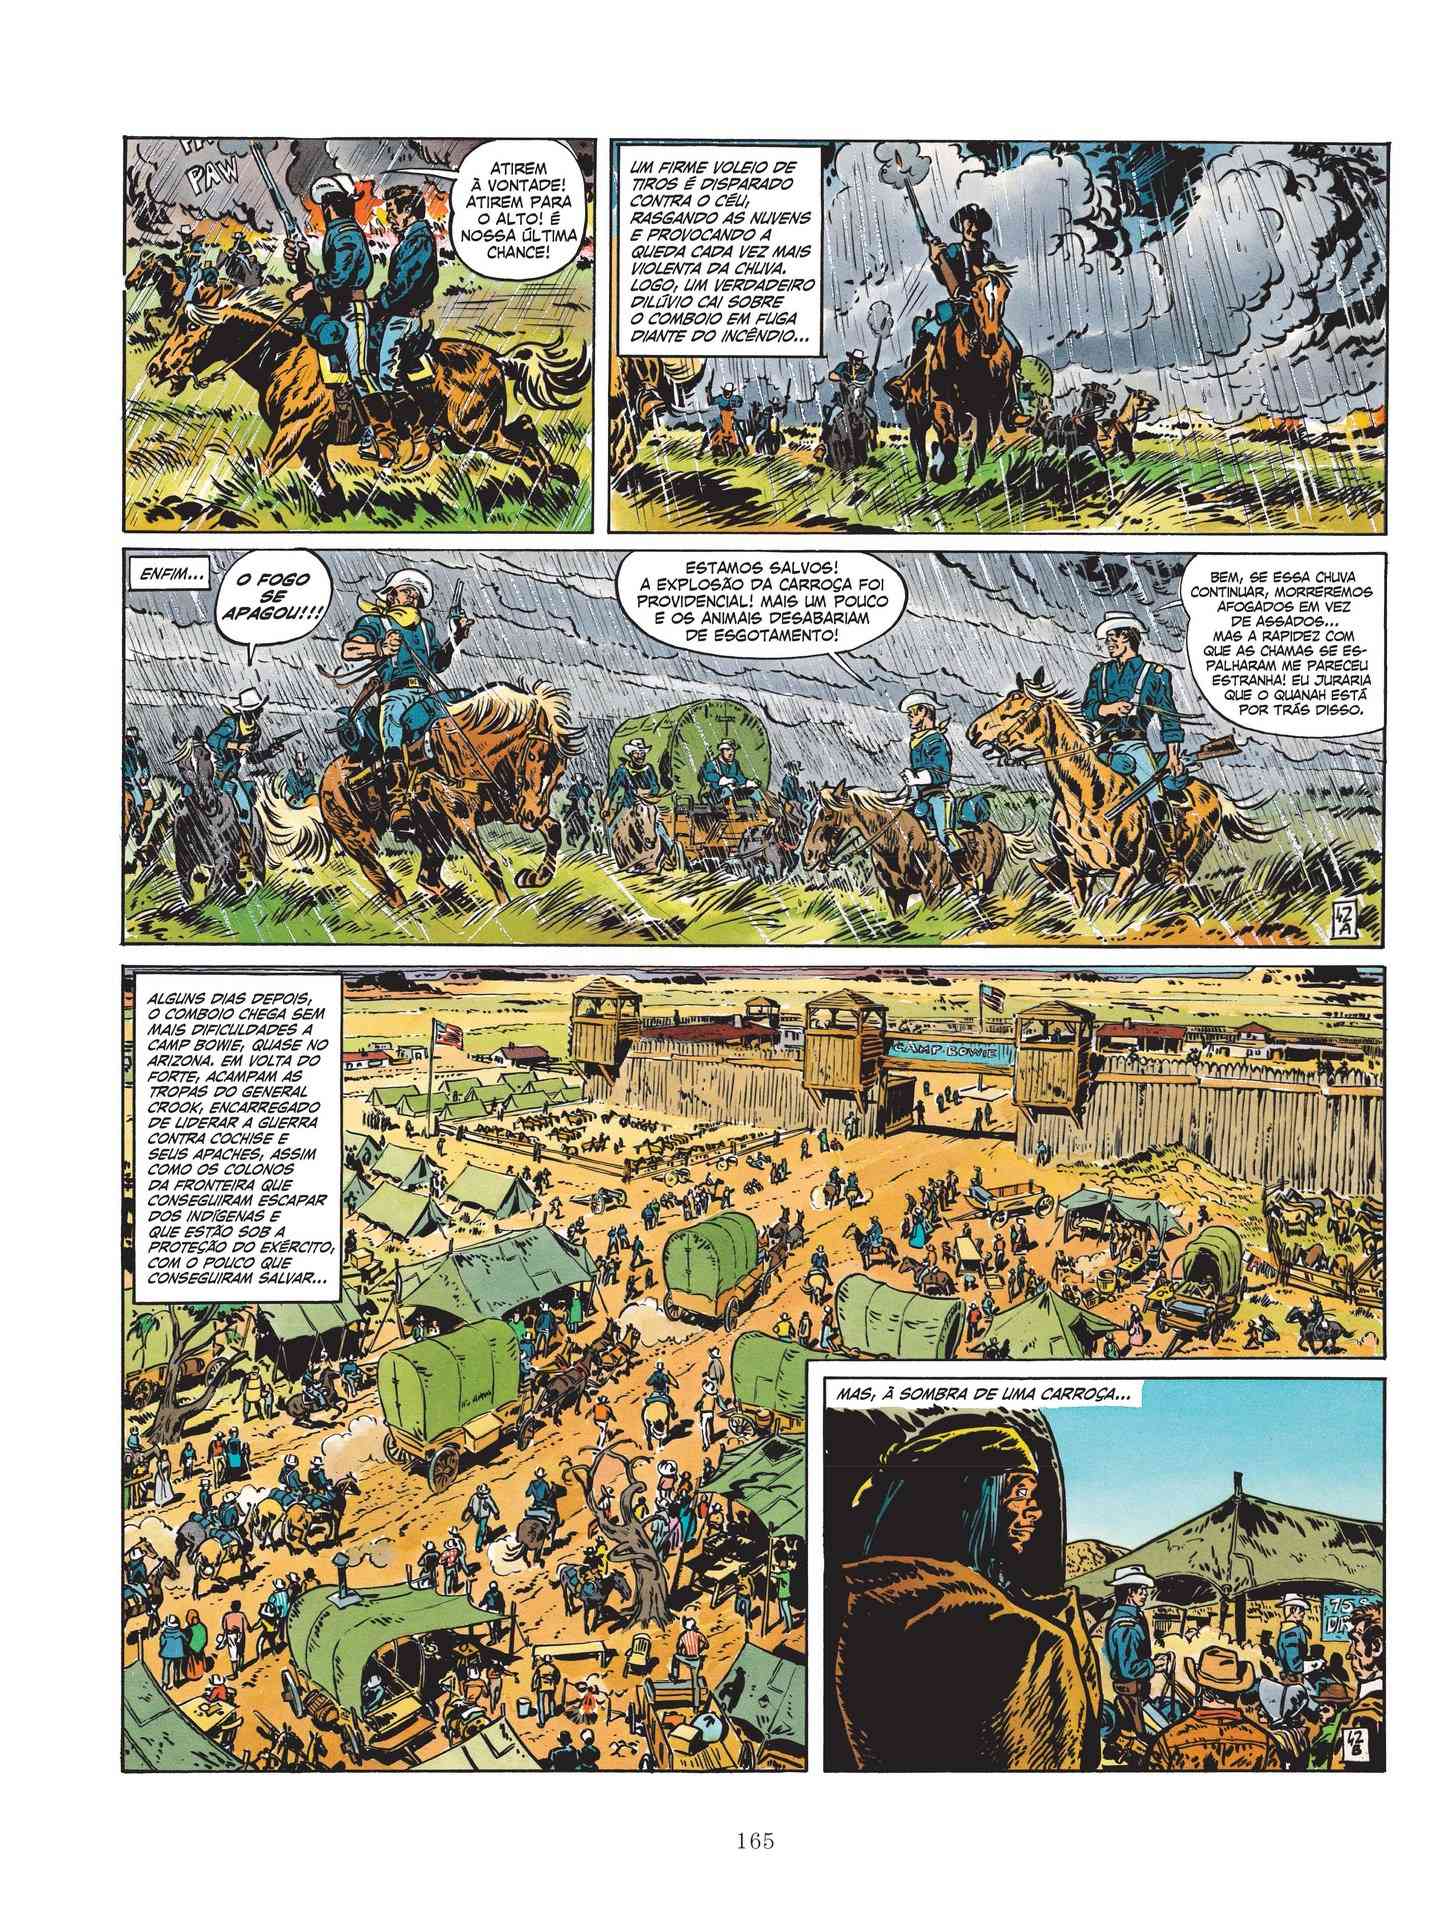 PAW
ATIREM
À VONTADE!
ATIREM PARA
O ALTO! É
NOSSA ÚLTIMA
CHANCE!
UM FIRME VOLEIO DE
TIROS É DISPARADO
CONTRA O CÉU,
RASGANDO AS NUVENS
E PROVOCANDO A
QUEDA CADA VEZ MAIS
VIOLENTA DA CHUVA.
LOGO, UM VERDADEIRO
DILÚVIO CAI SOBRE
O COMBOIO EM FUGA
DIANTE DO INCÊNDIO...
ENFIM...
O FOGO
SE
APAGOU!!!
ESTAMOS SALVOS!
A EXPLOSÃO DA CARROÇA FOI
PROVIDENCIAL! MAIS UM POUCO
E OS ANIMAIS DESABARIAM
DE ESGOTAMENTO!
BEM, SE ESSA CHUVA
CONTINUAR, MORREREMOS
AFOGADOS EM VEZ
DE ASSADOS...
MAS A RAPIDEZ COM
QUE AS CHAMAS SE ES-
PALHARAM ME PARECEU
ESTRANHA! EU JURARIA
QUE O QUANAH ESTÁ
POR TRÁS DISSO.
42
A
ALGUNS DIAS DEPOIS,
O COMBOIO CHEGA SEM
MAIS DIFICULDADES A
CAMP BOWIE, QUASE NO
ARIZONA. EM VOLTA DO
FORTE, ACAMPAM AS
TROPAS DO GENERAL
CROOK, ENCARREGADO
DE LIDERAR A GUERRA
CONTRA COCHISE E
SEUS APACHES, ASSIM
COMO OS COLONOS
DA FRONTEIRA QUE
CONSEGUIRAM ESCAPAR
DOS INDÍGENAS E
QUE ESTÃO SOB A
PROTEÇÃO DO EXÉRCITO,
COM O POUCO QUE
CONSEGUIRAM SALVAR...
CAMP BOWIE
MAS, À SOMBRA DE UMA CARROÇA...
42
B
165